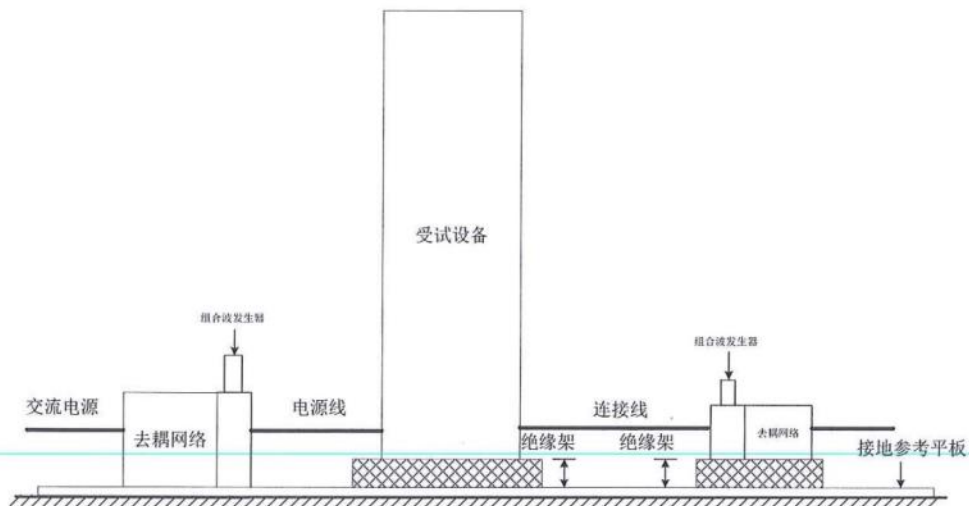 受试设备
组合波发生器
组合波发生器
交流电源
电源线
连接线
去耦网络
绝缘架
绝缘架
去耦网络
接地参考平板